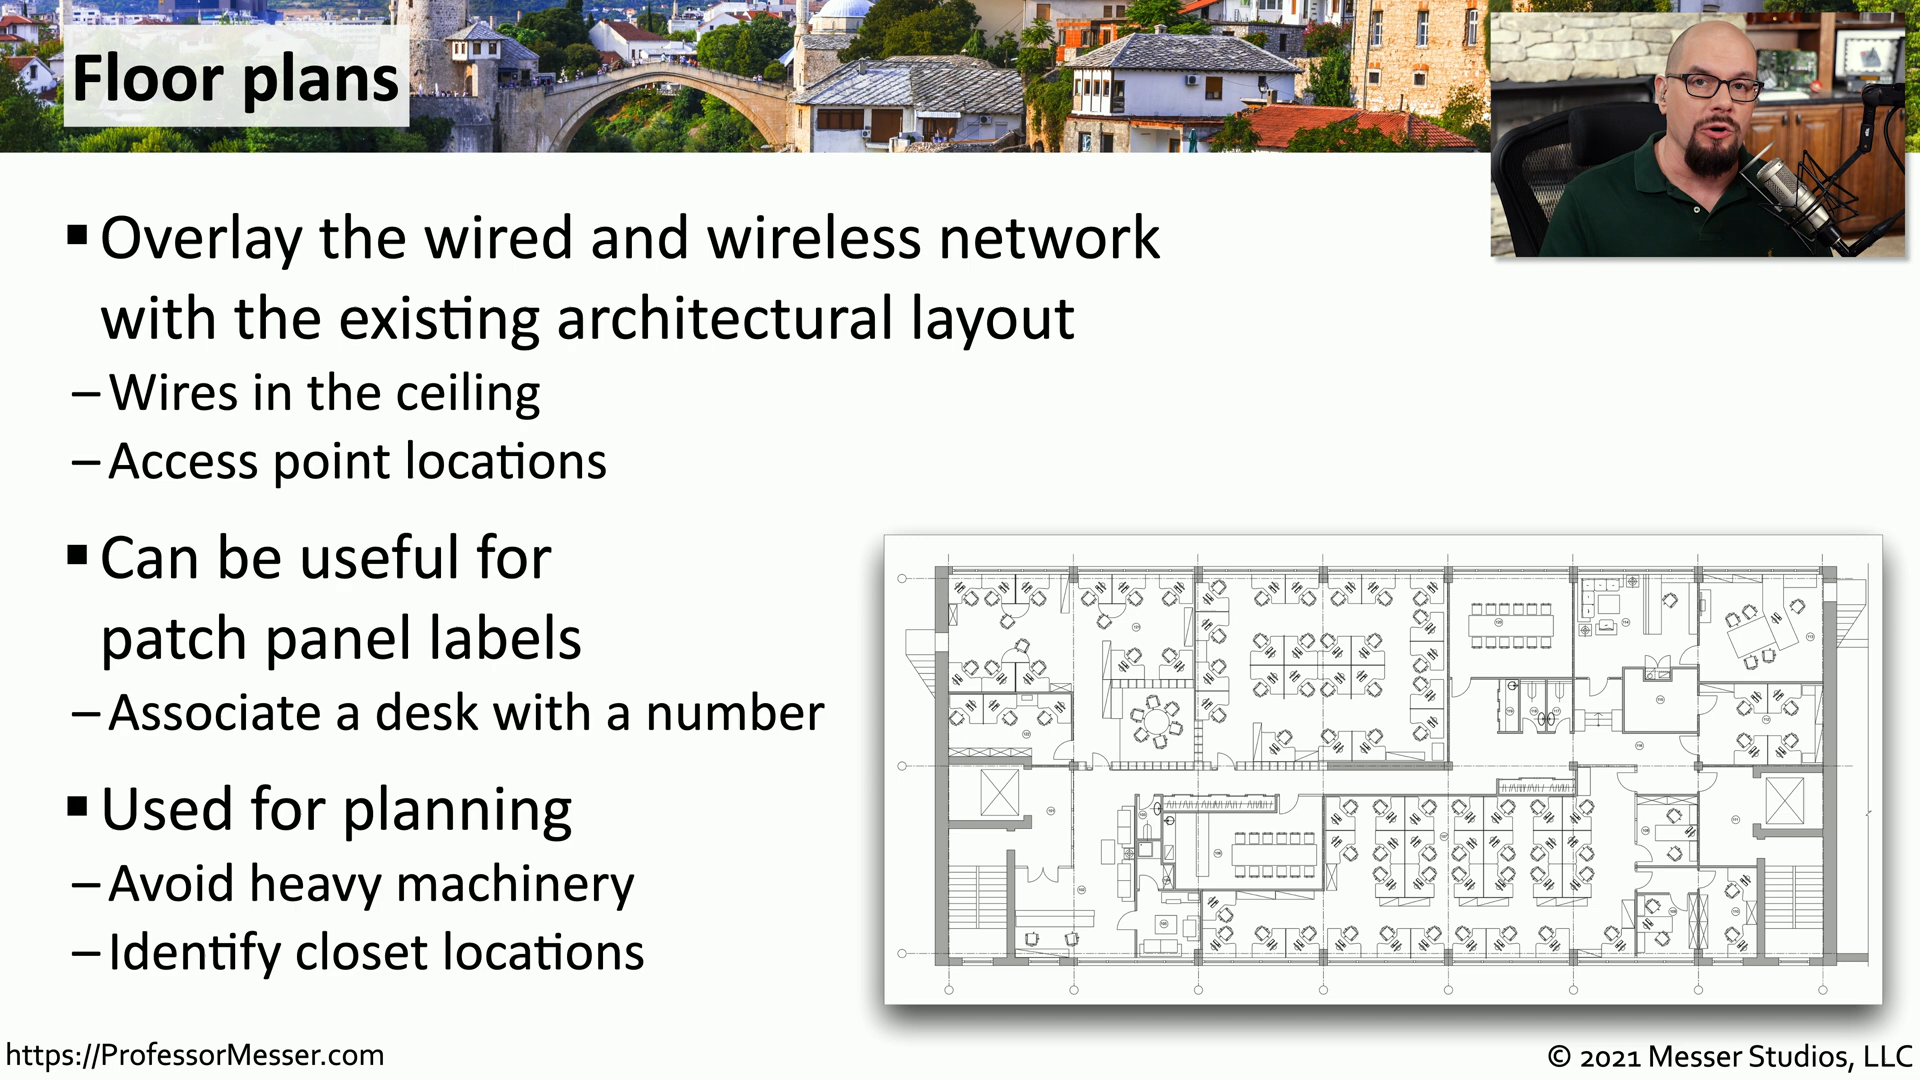 Floor plans
▪ Overlay the wired and wireless network
with the existing architectural layout
– Wires in the ceiling
– Access point locations
▪ Can be useful for
patch panel labels
– Associate a desk with a number
▪ Used for planning
– Avoid heavy machinery
– Identify closet locations
https://ProfessorMesser.com
© 2021 Messer Studios, LLC